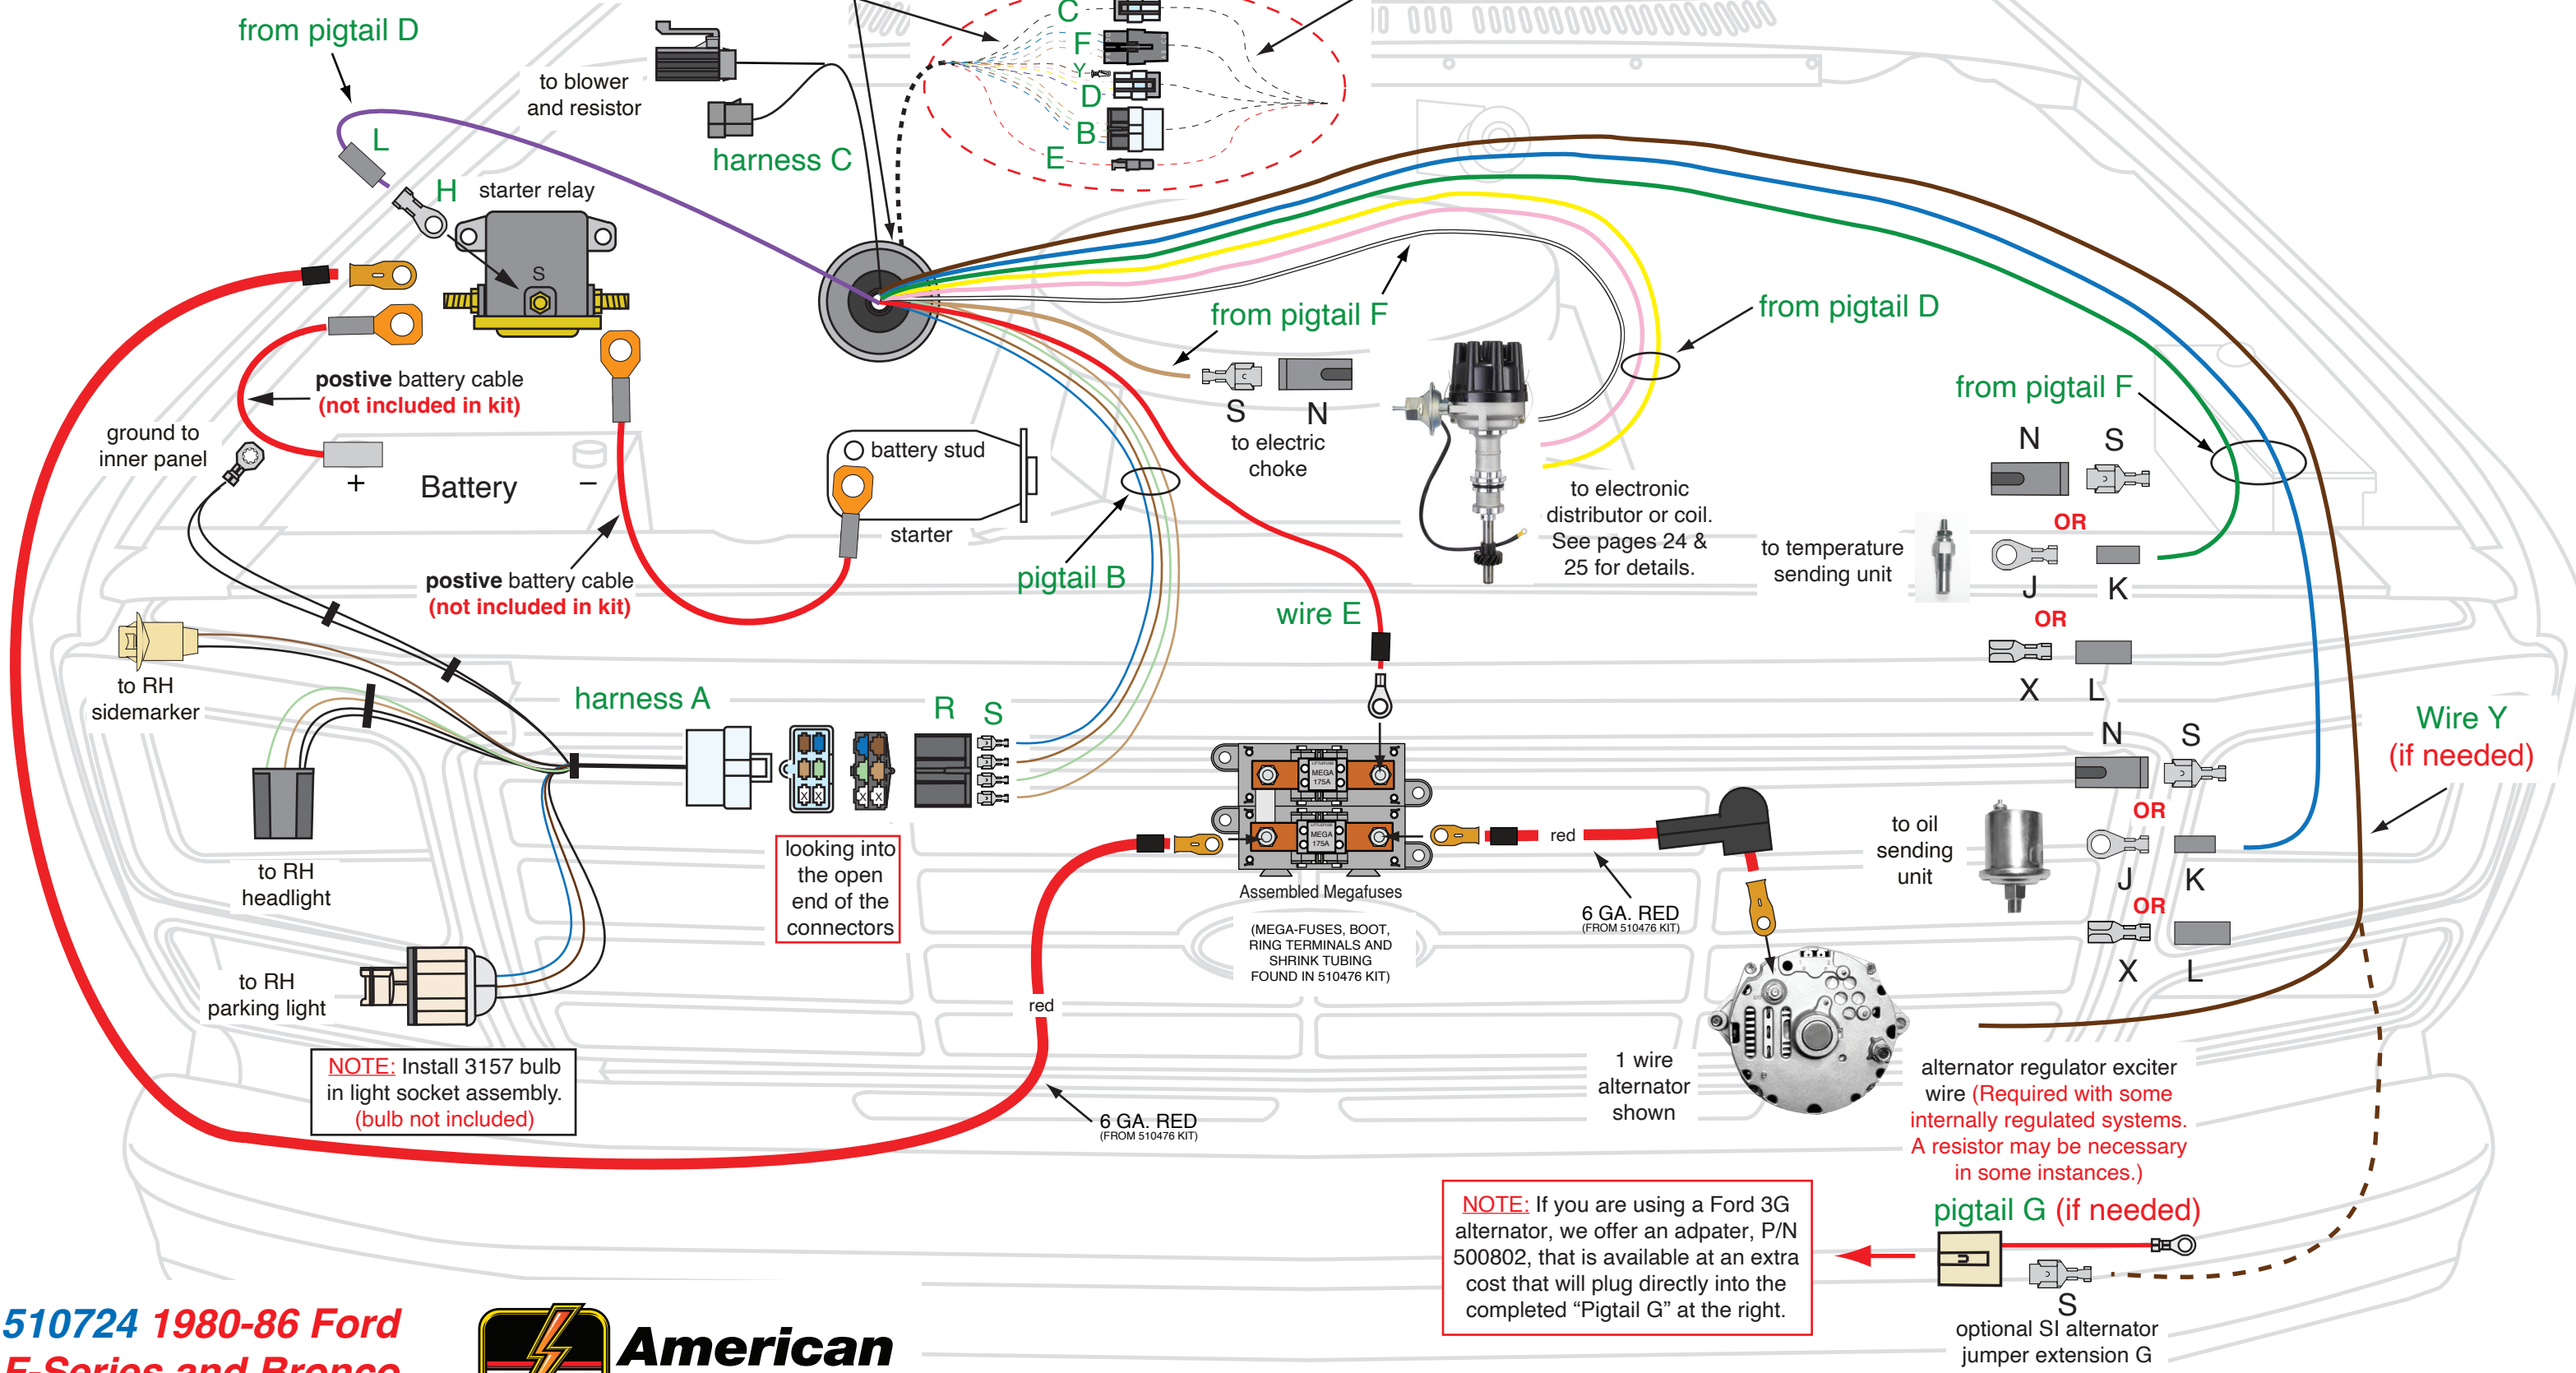 from pigtail D
to blower
and resistor
harness C
C
F
Y
D
B
E
L
H
starter relay
S
from pigtail F
from pigtail D
from pigtail F
postive battery cable
(not included in kit)
ground to
inner panel
+
Battery
−
battery stud
starter
postive battery cable
(not included in kit)
pigtail B
S
N
to electric
choke
to electronic
distributor or coil.
See pages 24 &
25 for details.
to temperature
sending unit
N
S
OR
J
K
OR
X
L
wire E
to RH
sidemarker
harness A
R
S
X
X
X
X
looking into
the open
end of the
connectors
to RH
headlight
to RH
parking light
NOTE: Install 3157 bulb
in light socket assembly.
(bulb not included)
MEGA
175A
MEGA
175A
Assembled Megafuses
(MEGA-FUSES, BOOT,
RING TERMINALS AND
SHRINK TUBING
FOUND IN 510476 KIT)
red
6 GA. RED
(FROM 510476 KIT)
red
6 GA. RED
(FROM 510476 KIT)
Wire Y
(if needed)
N
S
OR
to oil
sending
unit
J
K
OR
X
L
1 wire
alternator
shown
alternator regulator exciter
wire (Required with some
internally regulated systems.
A resistor may be necessary
in some instances.)
pigtail G (if needed)
NOTE: If you are using a Ford 3G
alternator, we offer an adpater, P/N
500802, that is available at an extra
cost that will plug directly into the
completed “Pigtail G” at the right.
S
optional SI alternator
jumper extension G
510724 1980-86 Ford
F-Series and Bronco
American